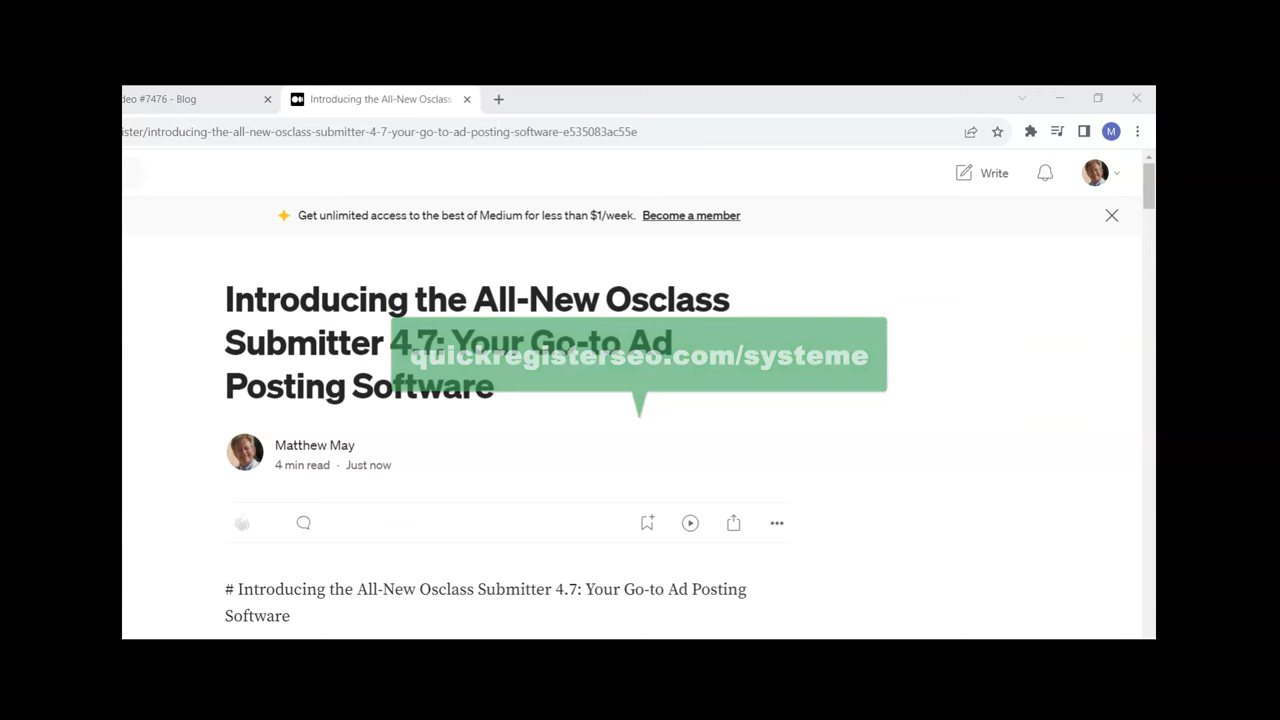 deo #7476 - Blog
Introducing the All-New Osclass
ister/introducing-the-all-new-osclass-submitter-4-7-your-go-to-ad-posting-software-e535083ac55e
M
Write
Get unlimited access to the best of Medium for less than $1/week. Become a member
Introducing the All-New Osclass
Submitter 4.7: Your Go-to Ad
quickregisterseo.com/systeme
Posting Software
Matthew May
4 min read · Just now
# Introducing the All-New Osclass Submitter 4.7: Your Go-to Ad Posting
Software